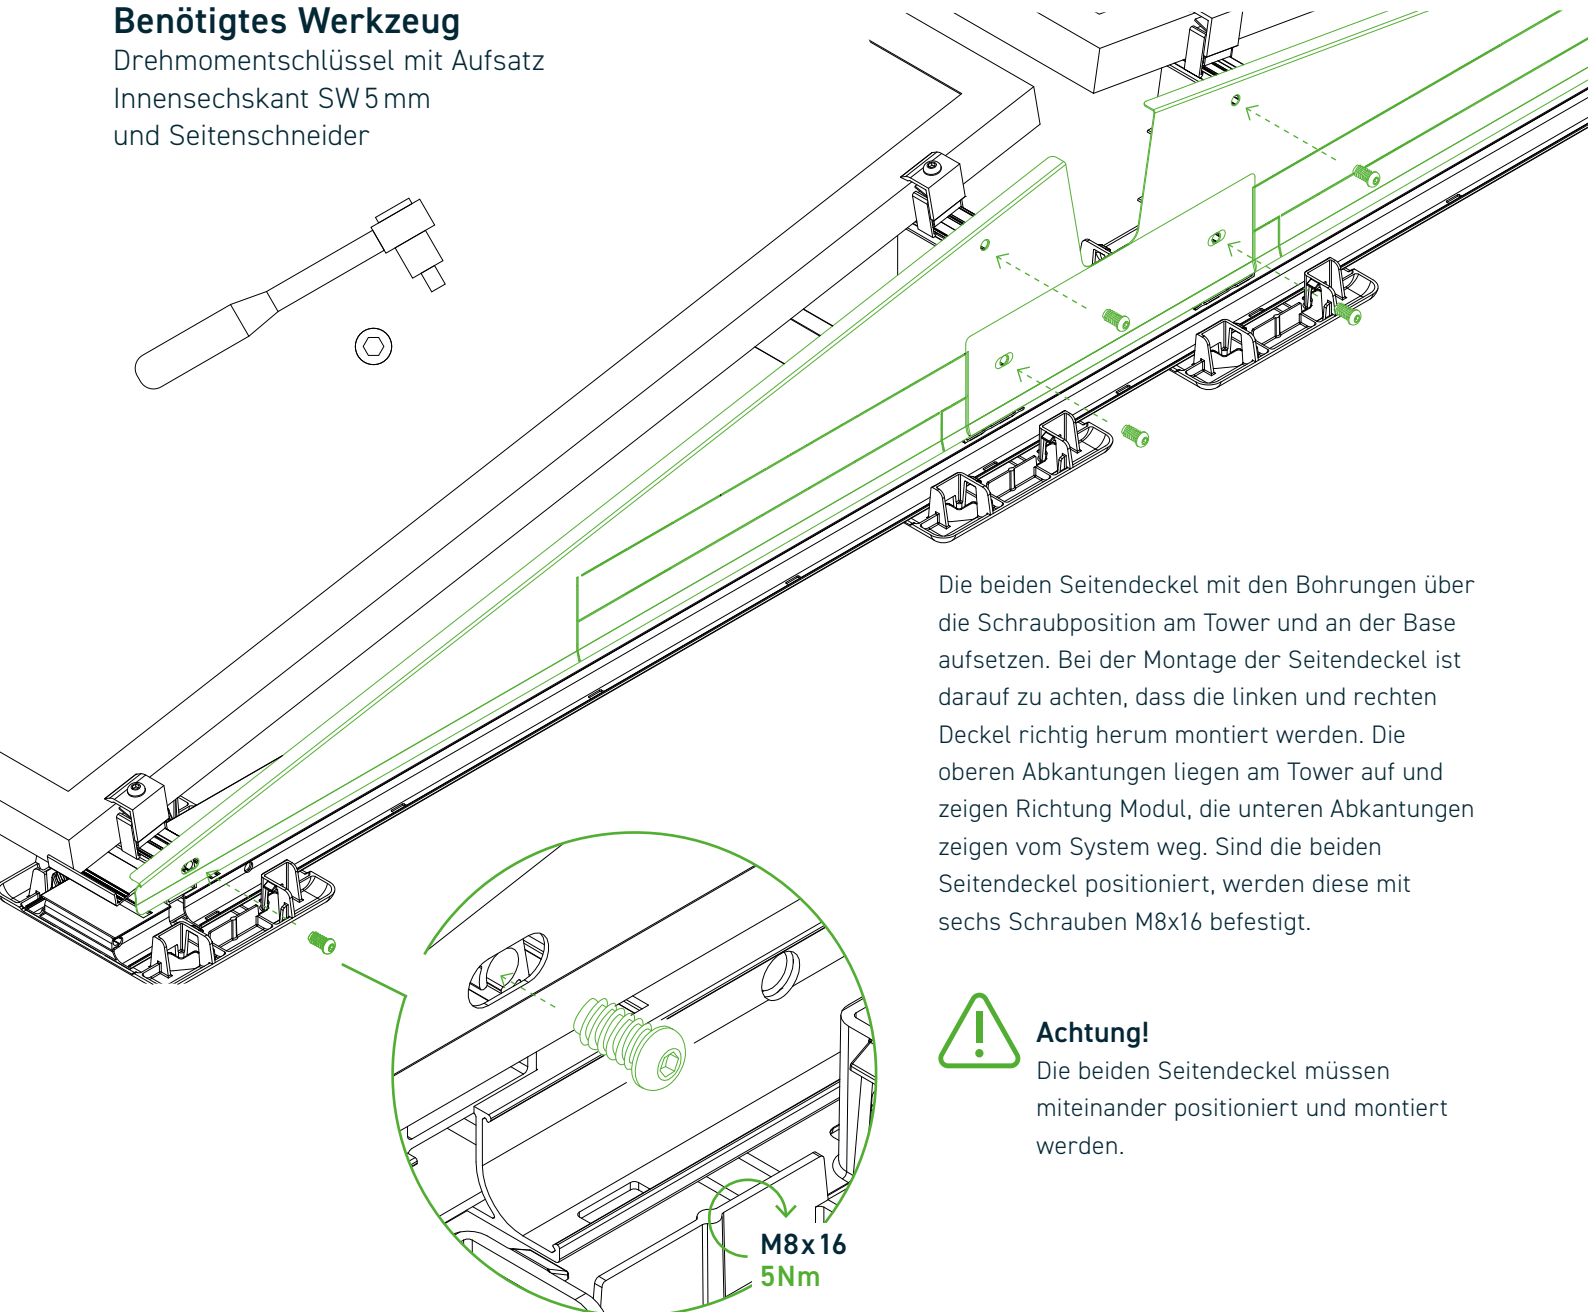 Benötigtes Werkzeug
Drehmomentschlüssel mit Aufsatz
Innensechskant SW 5 mm
und Seitenschneider
Die beiden Seitendeckel mit den Bohrungen über
die Schraubposition am Tower und an der Base
aufsetzen. Bei der Montage der Seitendeckel ist
darauf zu achten, dass die linken und rechten
Deckel richtig herum montiert werden. Die
oberen Abkantungen liegen am Tower auf und
zeigen Richtung Modul, die unteren Abkantungen
zeigen vom System weg. Sind die beiden
Seitendeckel positioniert, werden diese mit
sechs Schrauben M8x16 befestigt.
Achtung!
Die beiden Seitendeckel müssen
miteinander positioniert und montiert
werden.
M8x16
5Nm